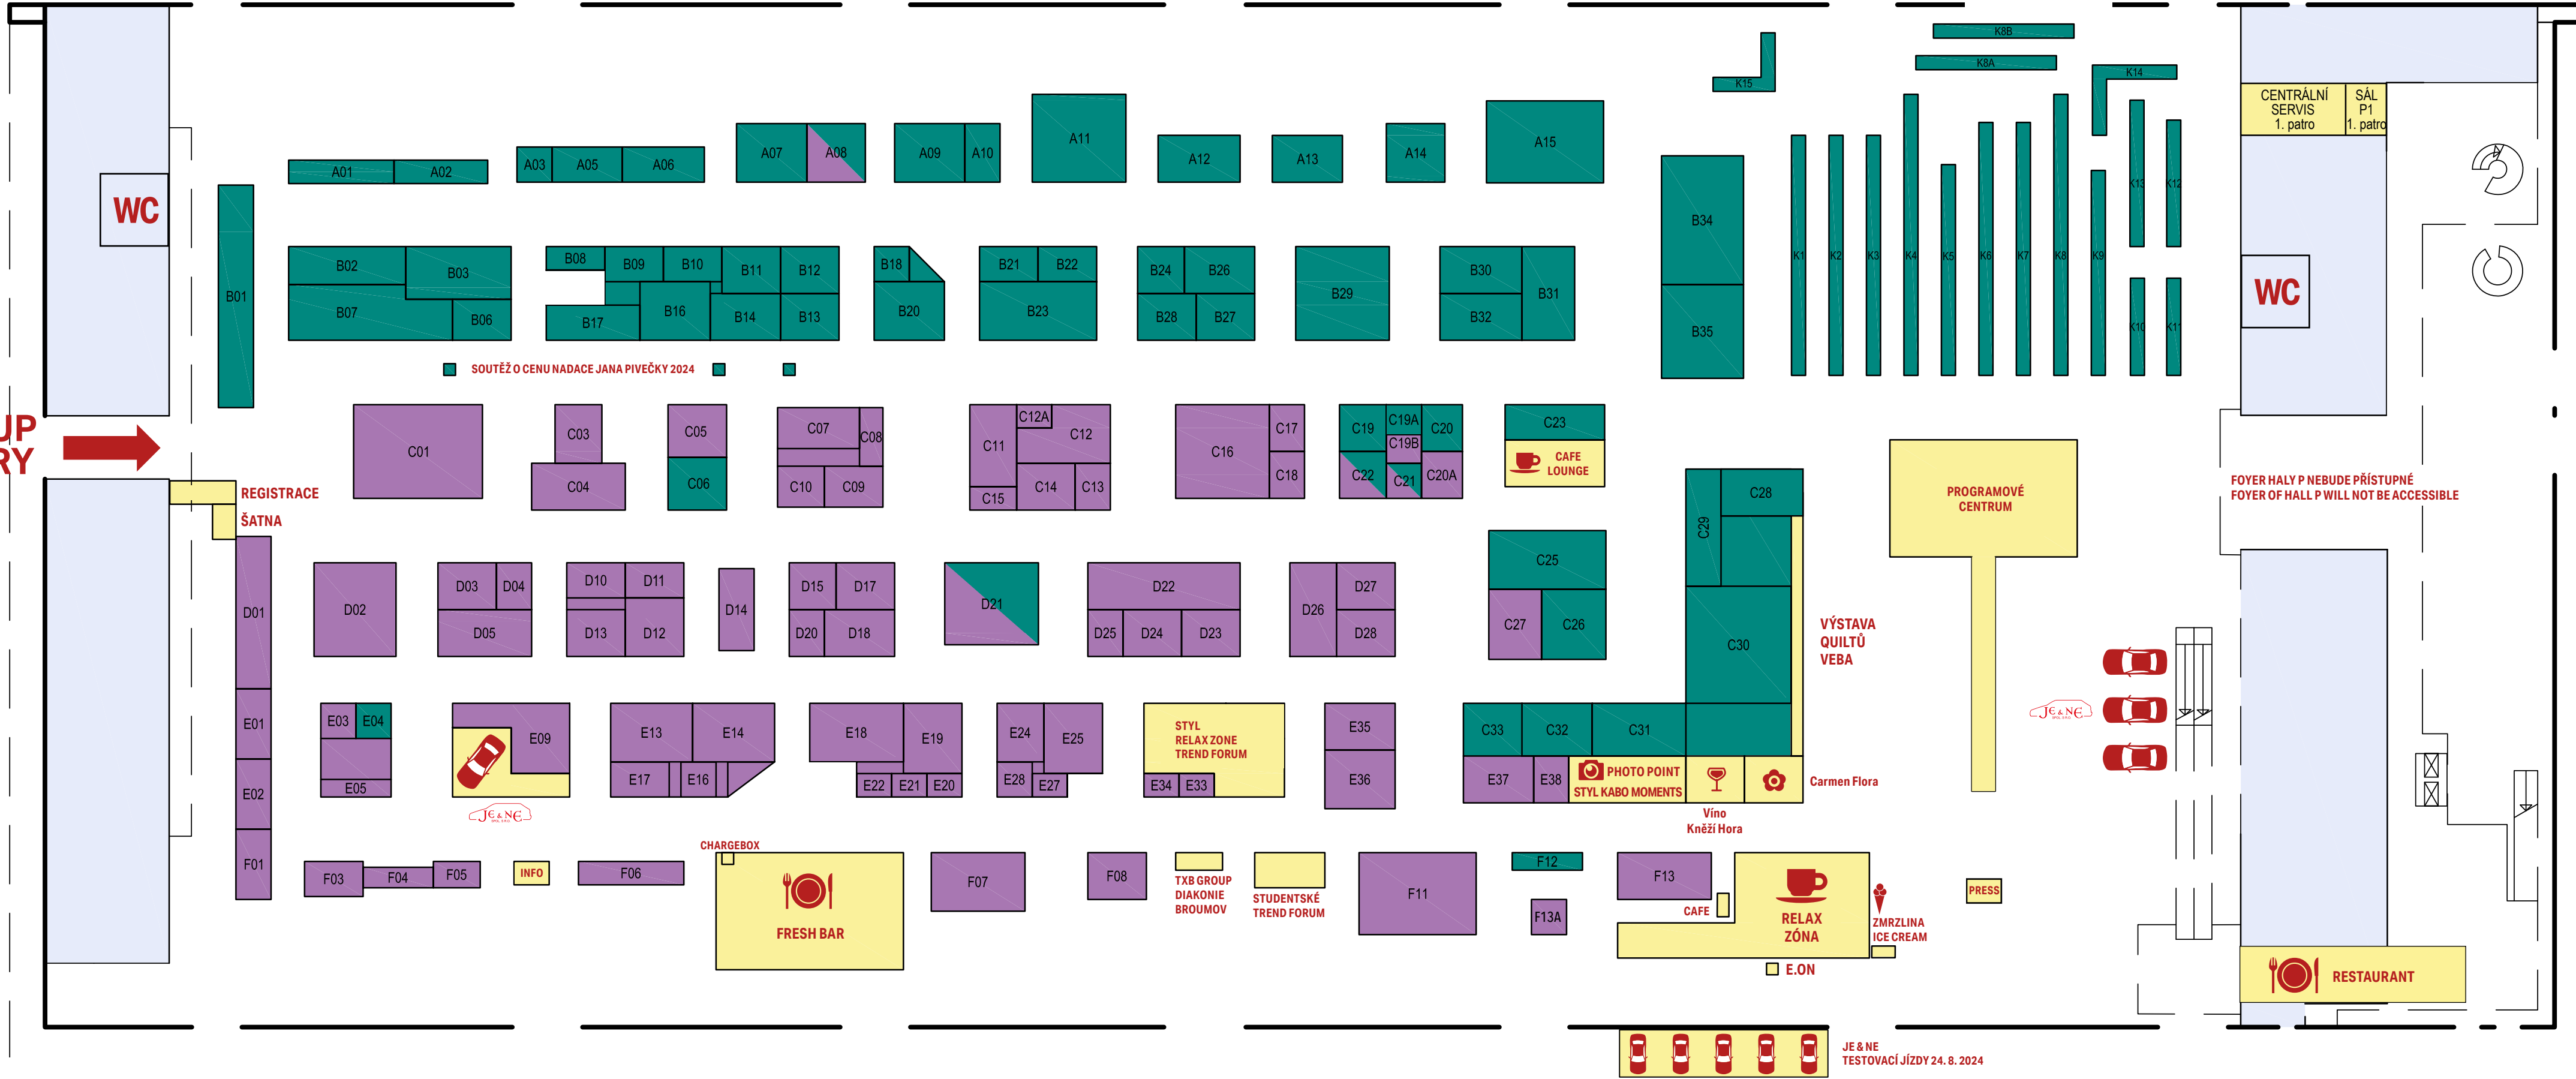 K8B
K8A
K14
K15
CENTRÁLNÍ
SERVIS
1. patro
SÁL
P1
1. patro
A01
A02
A03
A05
A06
A07
A08
A09
A10
A11
A12
A13
A14
A15
WC
B01
B02
B03
B07
B06
B08
B09
B10
B11
B12
B17
B16
B14
B13
B18
B20
B21
B22
B23
B24
B26
B28
B27
B29
B30
B31
B32
B34
B35
K1
K2
K3
K4
K5
K6
K7
K8
K9
K13
K12
K10
K11
WC
SOUTĚŽ O CENU NADACE JANA PIVEČKY 2024
UP
RY
C01
C03
C04
C05
C06
C07
C08
C10
C09
C11
C12A
C12
C15
C14
C13
C16
C17
C18
C19
C19A
C19B
C20
C22
C21
C20A
C23
CAFE
LOUNGE
REGISTRACE
ŠATNA
C28
C29
PROGRAMOVÉ
CENTRUM
FOYER HALY P NEBUDE PŘÍSTUPNÉ
FOYER OF HALL P WILL NOT BE ACCESSIBLE
D01
D02
D03
D04
D05
D10
D11
D13
D12
D14
D15
D17
D20
D18
D21
D22
D25
D24
D23
D26
D27
D28
C25
C27
C26
C30
VÝSTAVA
QUILTŮ
VEBA
E01
E02
F01
E03
E04
E05
E09
JE & NE
E13
E14
E17
E16
E18
E19
E22
E21
E20
E24
E25
E28
E27
STYL
RELAX ZONE
TREND FORUM
E34
E33
E35
E36
C33
C32
C31
E37
E38
PHOTO POINT
STYL KABO MOMENTS
Carmen Flora
Víno
Kněží Hora
JE & NE
F03
F04
F05
INFO
F06
CHARGEBOX
FRESH BAR
F07
F08
TXB GROUP
DIAKONIE
BROUMOV
STUDENTSKÉ
TREND FORUM
F11
F12
F13A
F13
CAFE
RELAX
ZÓNA
ZMRZLINA
ICE CREAM
E.ON
PRESS
RESTAURANT
JE & NE
TESTOVACÍ JÍZDY 24. 8. 2024